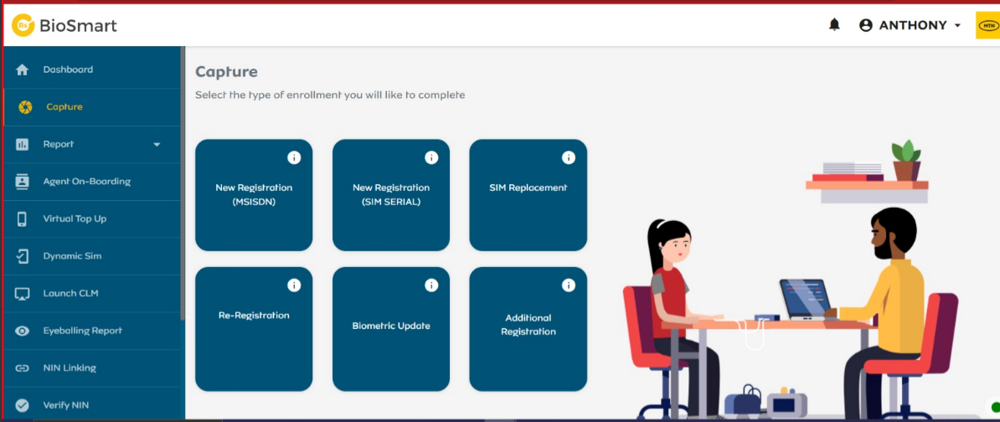 Bs BioSmart
ANTHONY
MTN
Dashboard
Capture
Report
Agent On-Boarding
Virtual Top Up
Dynamic Sim
Launch CLM
Eyeballing Report
NIN Linking
Verify NIN
Capture
Select the type of enrollment you will like to complete
New Registration
(MSISDN)
New Registration
(SIM SERIAL)
SIM Replacement
Re-Registration
Biometric Update
Additional
Registration